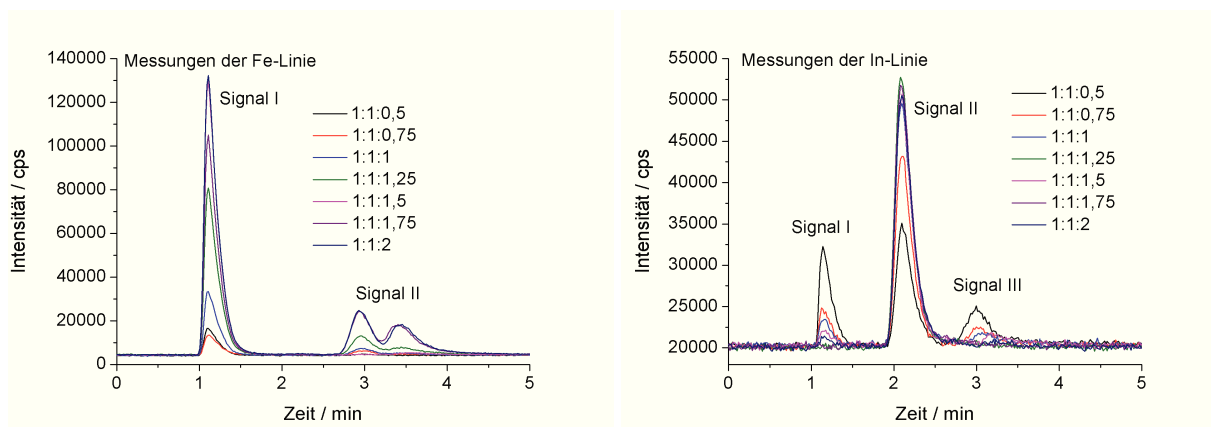 Messungen der Fe-Linie
Signal I
1:1:0,5
1:1:0,75
1:1:1
1:1:1,25
1:1:1,5
1:1:1,75
1:1:2
Signal II
140000
120000
100000
80000
60000
40000
20000
0
Intensität / cps
0 1 2 3 4 5
Zeit / min
Messungen der In-Linie
Signal II
1:1:0,5
1:1:0,75
1:1:1
1:1:1,25
1:1:1,5
1:1:1,75
1:1:2
Signal I
Signal III
55000
50000
45000
40000
35000
30000
25000
20000
Intensität / cps
0 1 2 3 4 5
Zeit / min